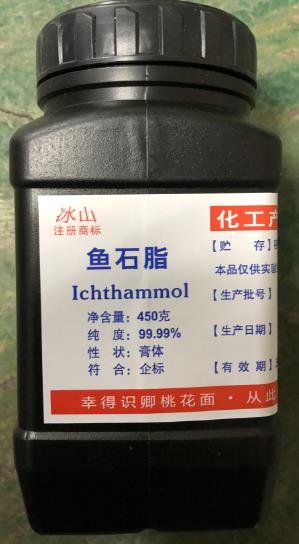 冰山
注册商标
鱼石脂
Ichthammol
净含量：450克
纯 度：99.99%
性 状：膏体
符 合：企标
化工产
【贮 存】
本品仅供实验
【生产批号】
【生产日期】
【有 效 期】
幸得识卿桃花面·从此